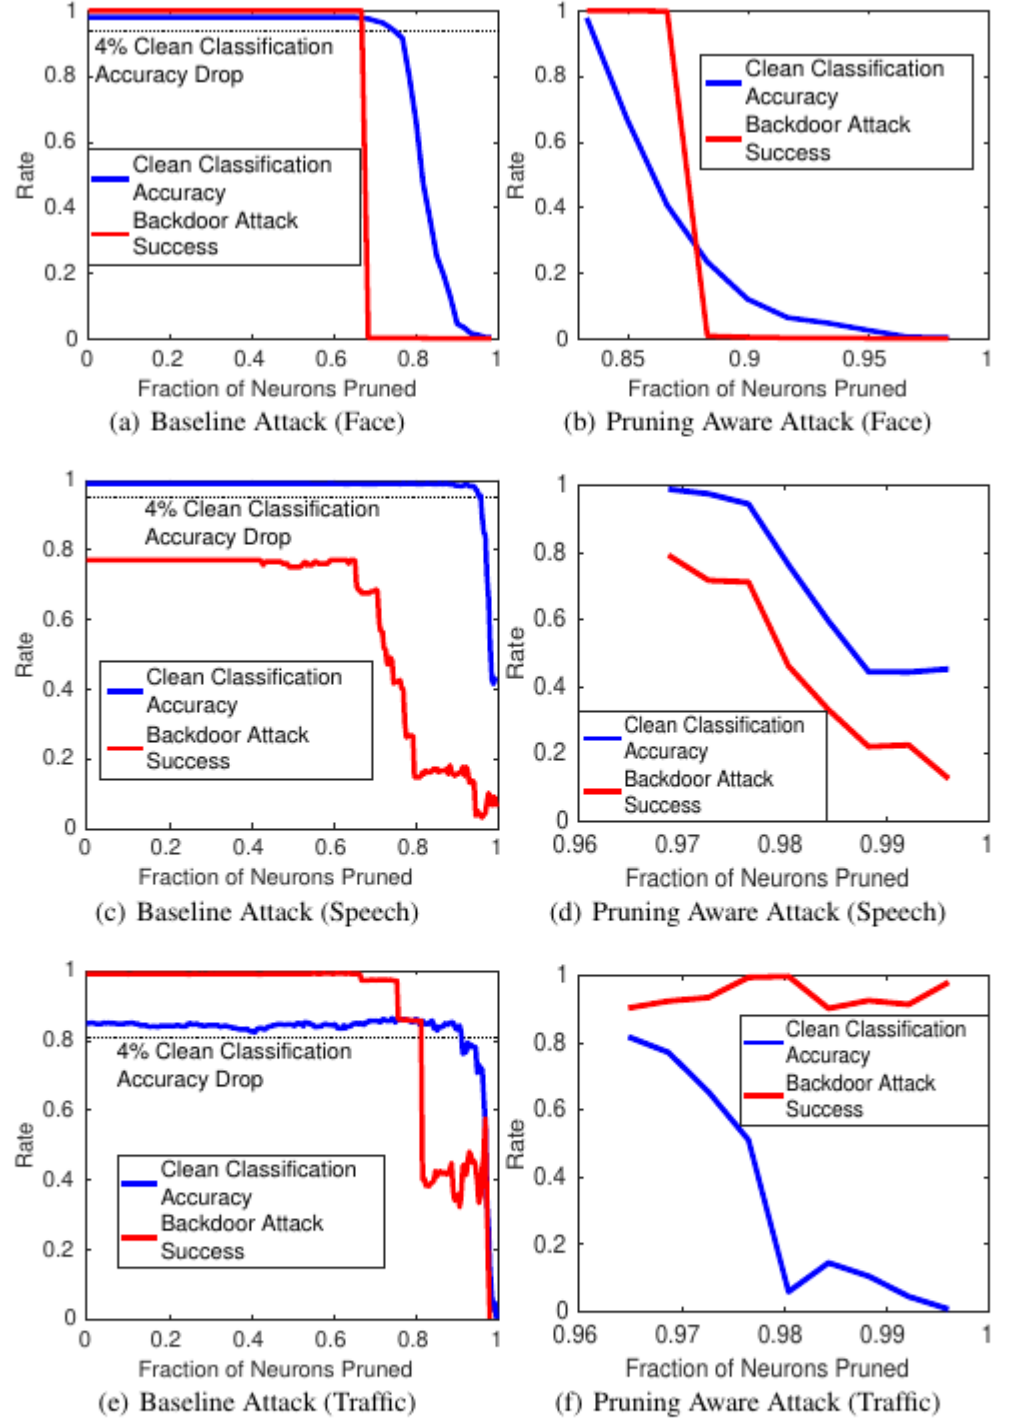 1
0.8
0.6
0.4
0.2
0
Rate
4% Clean Classification
Accuracy Drop
Clean Classification
Accuracy
Backdoor Attack
Success
0 0.2 0.4 0.6 0.8 1
Fraction of Neurons Pruned
(a) Baseline Attack (Face)
1
0.8
0.6
0.4
0.2
0
Rate
Clean Classification
Accuracy
Backdoor Attack
Success
0.85 0.9 0.95 1
Fraction of Neurons Pruned
(b) Pruning Aware Attack (Face)
1
0.8
0.6
0.4
0.2
0
Rate
4% Clean Classification
Accuracy Drop
Clean Classification
Accuracy
Backdoor Attack
Success
0 0.2 0.4 0.6 0.8 1
Fraction of Neurons Pruned
(c) Baseline Attack (Speech)
1
0.8
0.6
0.4
0.2
0
Rate
Clean Classification
Accuracy
Backdoor Attack
Success
0.96 0.97 0.98 0.99 1
Fraction of Neurons Pruned
(d) Pruning Aware Attack (Speech)
1
0.8
0.6
0.4
0.2
0
Rate
4% Clean Classification
Accuracy Drop
Clean Classification
Accuracy
Backdoor Attack
Success
0 0.2 0.4 0.6 0.8 1
Fraction of Neurons Pruned
(e) Baseline Attack (Traffic)
1
0.8
0.6
0.4
0.2
0
Rate
Clean Classification
Accuracy
Backdoor Attack
Success
0.96 0.97 0.98 0.99 1
Fraction of Neurons Pruned
(f) Pruning Aware Attack (Traffic)